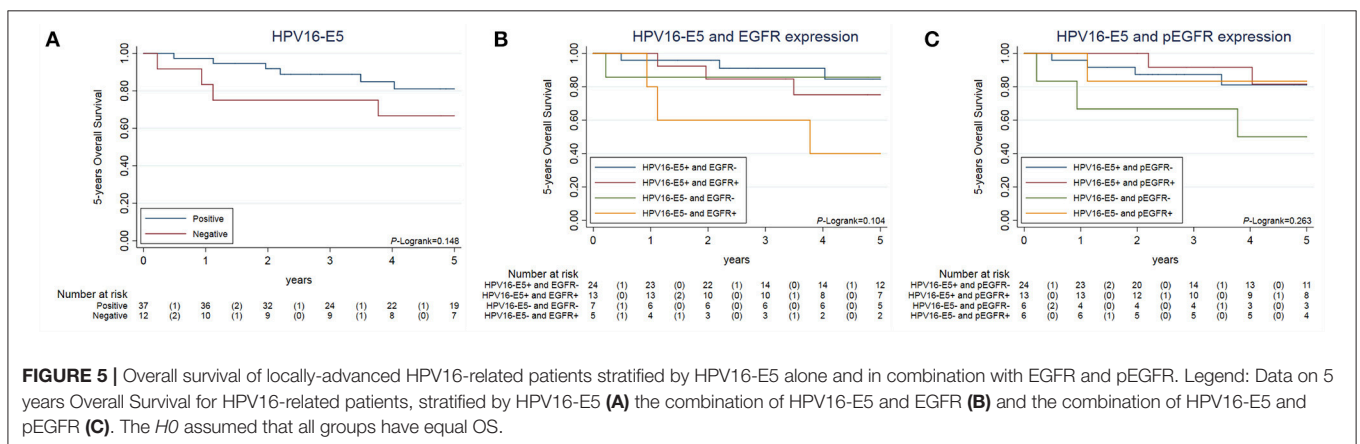 A
HPV16-E5
5-years Overall Survival
1.00
0.80
0.60
0.40
0.20
0.00
Positive
Negative
P-Logrank=0.148
0 1 2 3 4 5
years
Number at risk
Positive 37 (1) 36 (2) 32 (1) 24 (1) 22 (1) 19
Negative 12 (2) 10 (1) 9 (0) 9 (1) 8 (0) 7
B
HPV16-E5 and EGFR expression
5-years Overall Survival
1.00
0.80
0.60
0.40
0.20
0.00
HPV16-E5+ and EGFR-
HPV16-E5+ and EGFR+
HPV16-E5- and EGFR-
HPV16-E5- and EGFR+
P-Logrank=0.104
0 1 2 3 4 5
years
Number at risk
HPV16-E5+ and EGFR- 24 (1) 23 (0) 22 (1) 14 (0) 14 (1) 12
HPV16-E5+ and EGFR+ 13 (0) 13 (2) 10 (0) 10 (1) 8 (0) 7
HPV16-E5- and EGFR- 7 (1) 6 (0) 6 (0) 6 (0) 6 (0) 5
HPV16-E5- and EGFR+ 5 (1) 4 (1) 3 (0) 3 (1) 2 (0) 2
C
HPV16-E5 and pEGFR expression
5-years Overall Survival
1.00
0.80
0.60
0.40
0.20
0.00
HPV16-E5+ and pEGFR-
HPV16-E5+ and pEGFR+
HPV16-E5- and pEGFR-
HPV16-E5- and pEGFR+
P-Logrank=0.263
0 1 2 3 4 5
years
Number at risk
HPV16-E5+ and pEGFR- 24 (1) 23 (2) 20 (0) 14 (1) 13 (0) 11
HPV16-E5+ and pEGFR+ 13 (0) 13 (0) 12 (1) 10 (0) 9 (1) 8
HPV16-E5- and pEGFR- 6 (2) 4 (0) 4 (0) 4 (1) 3 (0) 3
HPV16-E5- and pEGFR+ 6 (0) 6 (1) 5 (0) 5 (0) 5 (0) 4
FIGURE 5 | Overall survival of locally-advanced HPV16-related patients stratified by HPV16-E5 alone and in combination with EGFR and pEGFR. Legend: Data on 5
years Overall Survival for HPV16-related patients, stratified by HPV16-E5 (A) the combination of HPV16-E5 and EGFR (B) and the combination of HPV16-E5 and
pEGFR (C). The H0 assumed that all groups have equal OS.